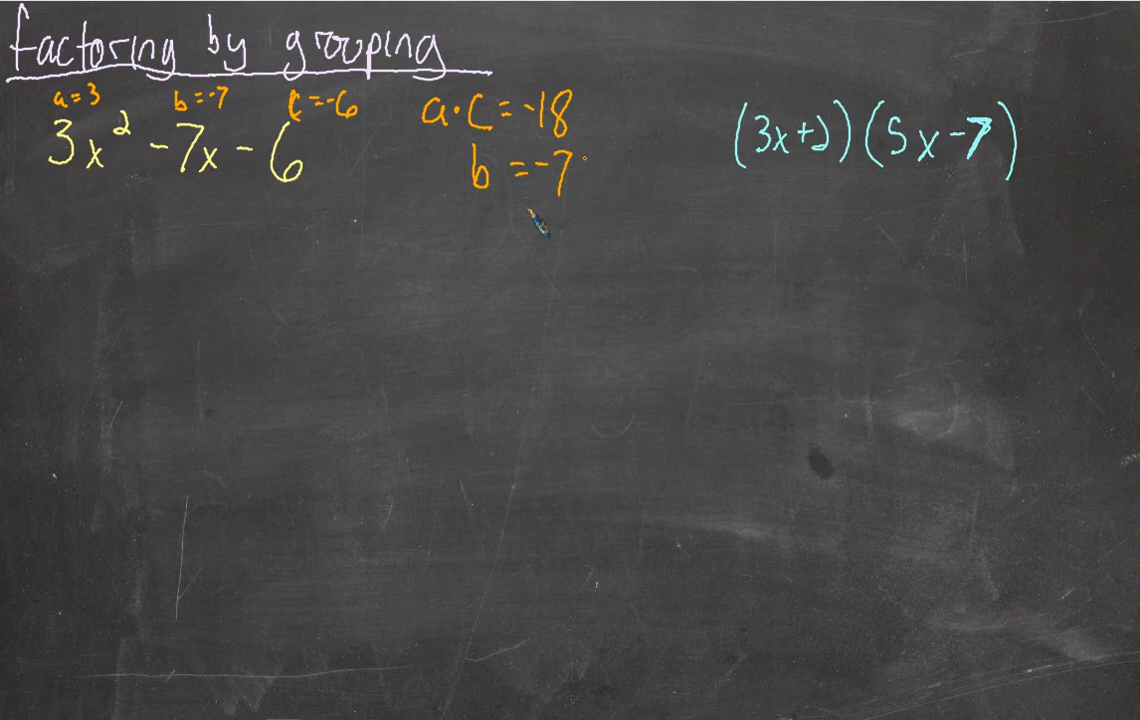 factoring by grouping
a=3 b=-7 c=-6
3x² -7x -6
a·c=-18
b=-7
(3x+2)(5x-7)